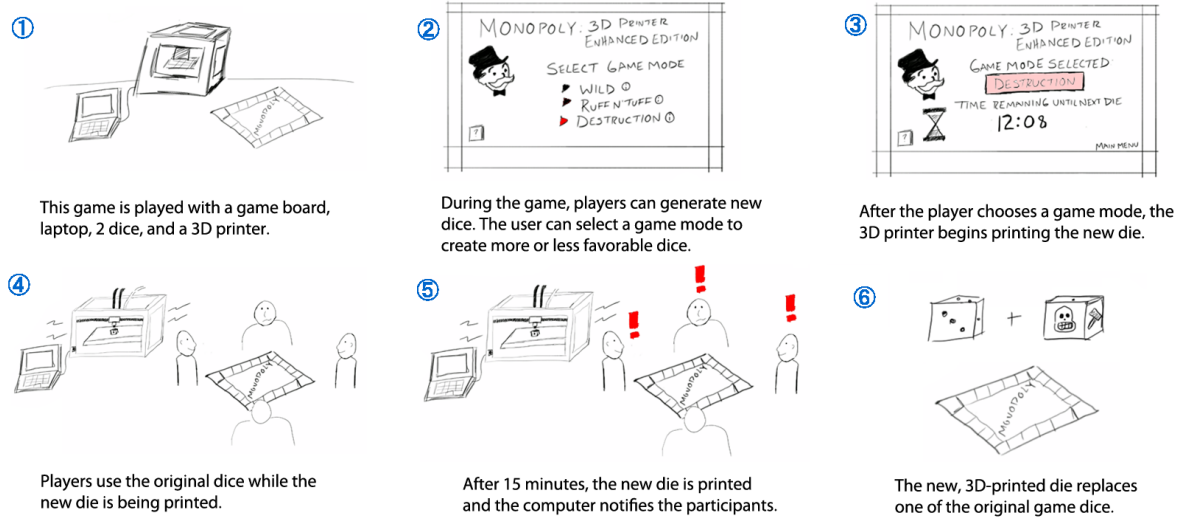 ①
MONOPOLY
This game is played with a game board,
laptop, 2 dice, and a 3D printer.
②
MONOPOLY: 3D PRINTER
ENHANCED EDITION
SELECT GAME MODE
WILD i
RUFF N' TUFF i
DESTRUCTION i
?
During the game, players can generate new
dice. The user can select a game mode to
create more or less favorable dice.
③
MONOPOLY: 3D PRINTER
ENHANCED EDITION
GAME MODE SELECTED:
DESTRUCTION
TIME REMAINING UNTIL NEXT DIE
12:08
?
MAIN MENU
After the player chooses a game mode, the
3D printer begins printing the new die.
④
MONOPOLY
Players use the original dice while the
new die is being printed.
⑤
! ! !
MONOPOLY
After 15 minutes, the new die is printed
and the computer notifies the participants.
⑥
+
MONOPOLY
The new, 3D-printed die replaces
one of the original game dice.